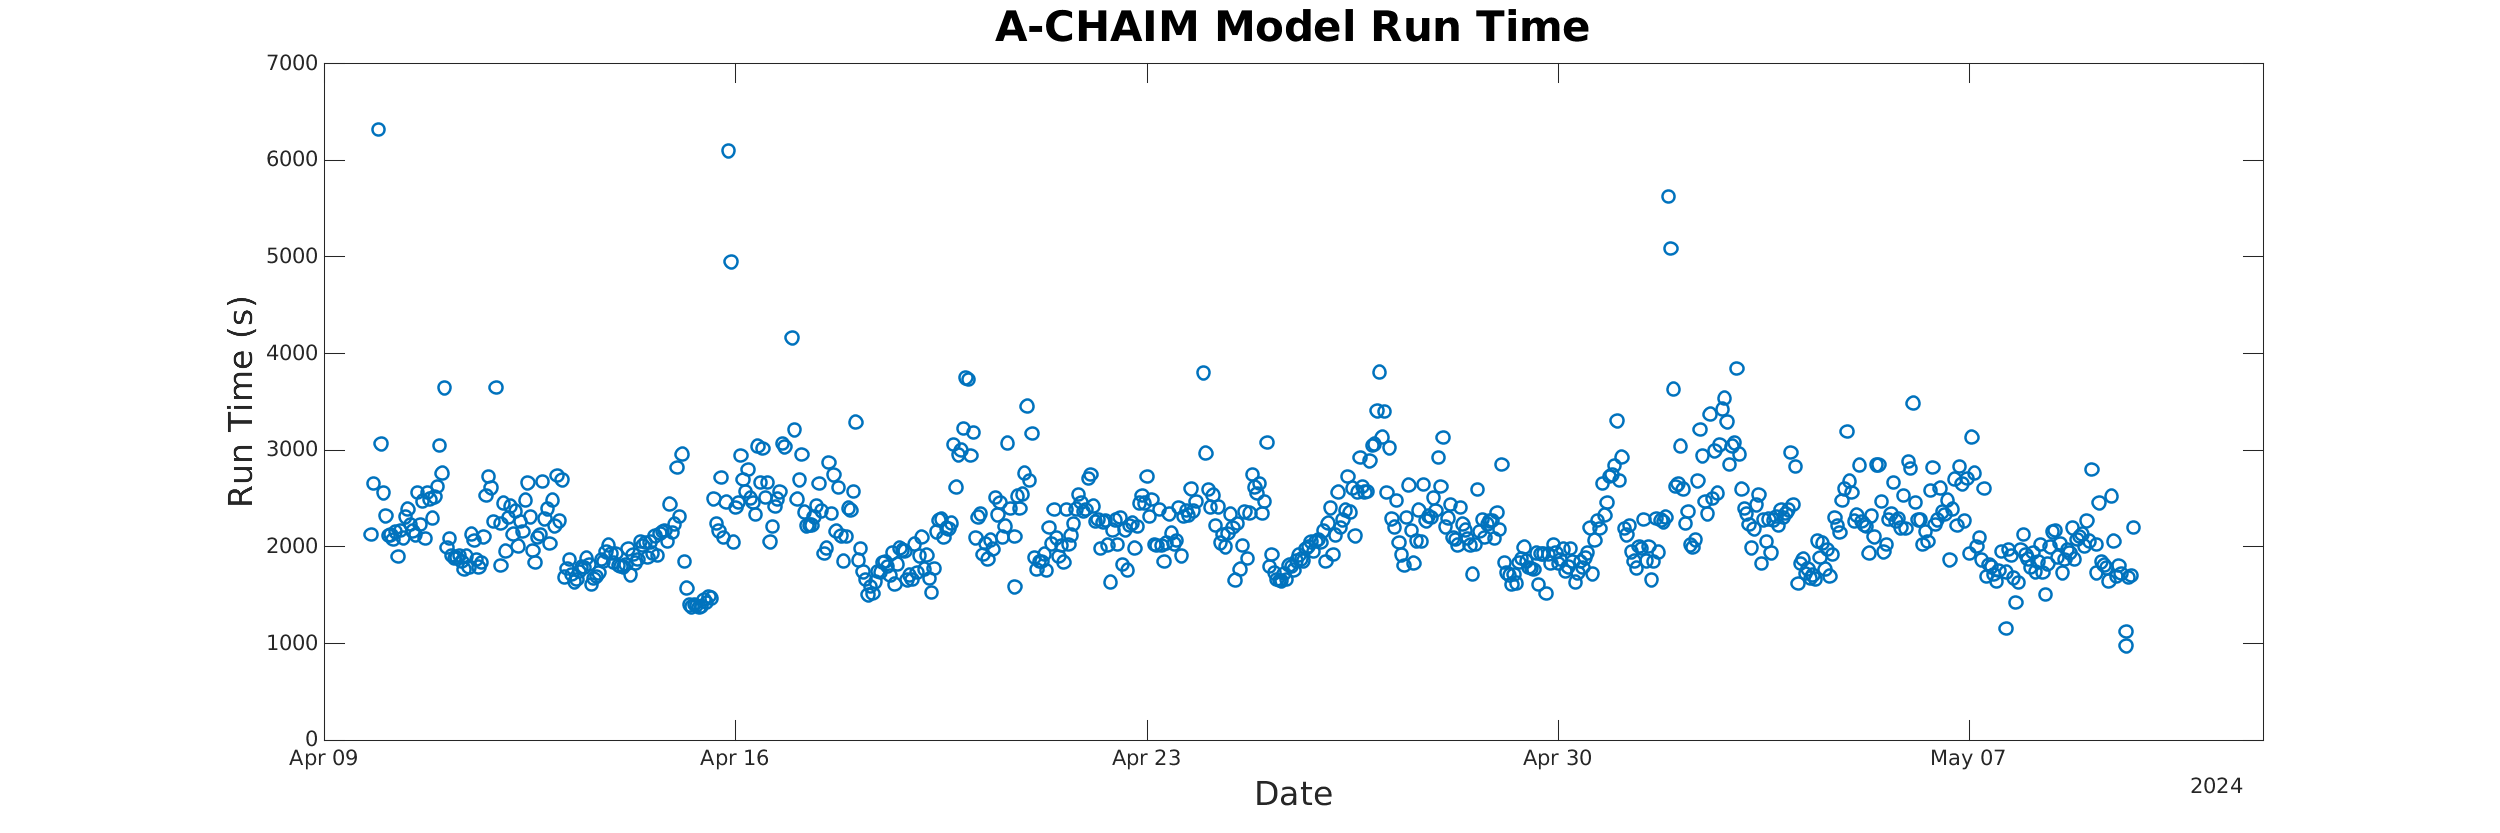 A-CHAIM Model Run Time
7000
6000
5000
4000
3000
2000
1000
0
Run Time (s)
Apr 09 Apr 16 Apr 23 Apr 30 May 07
2024
Date